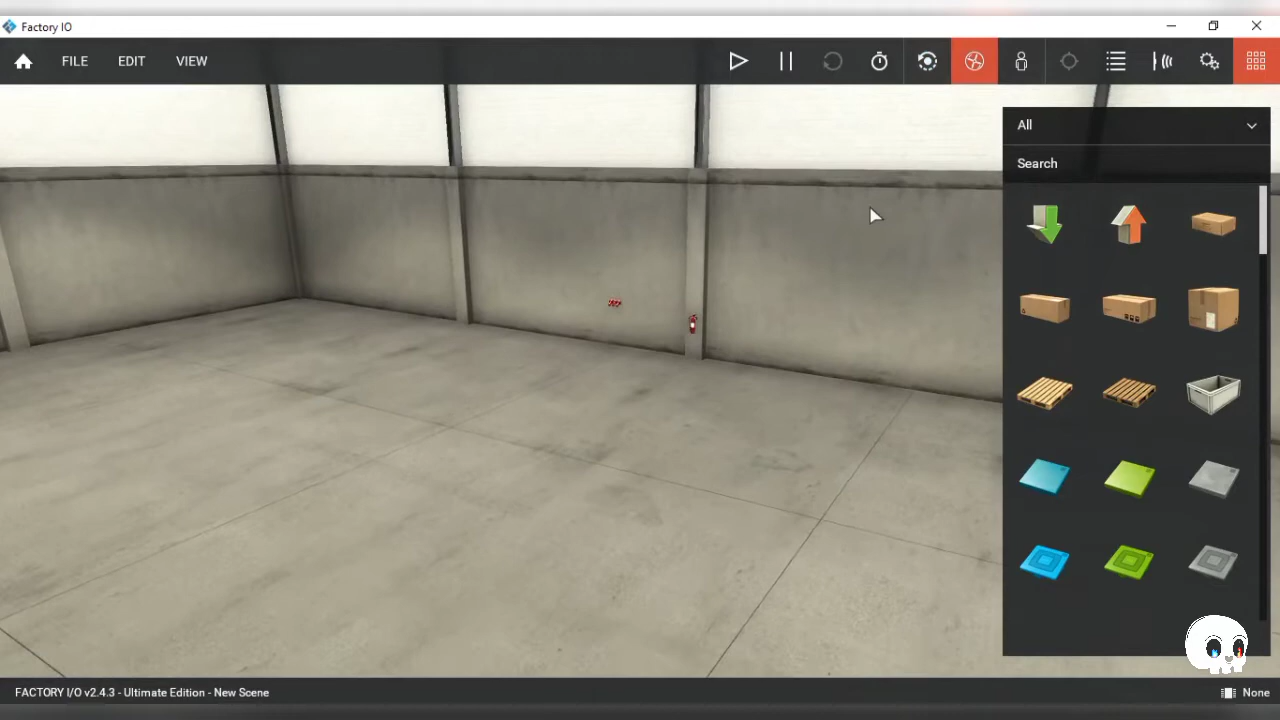 Factory IO
FILE EDIT VIEW
All
Search
FACTORY I/O v2.4.3 - Ultimate Edition - New Scene
None